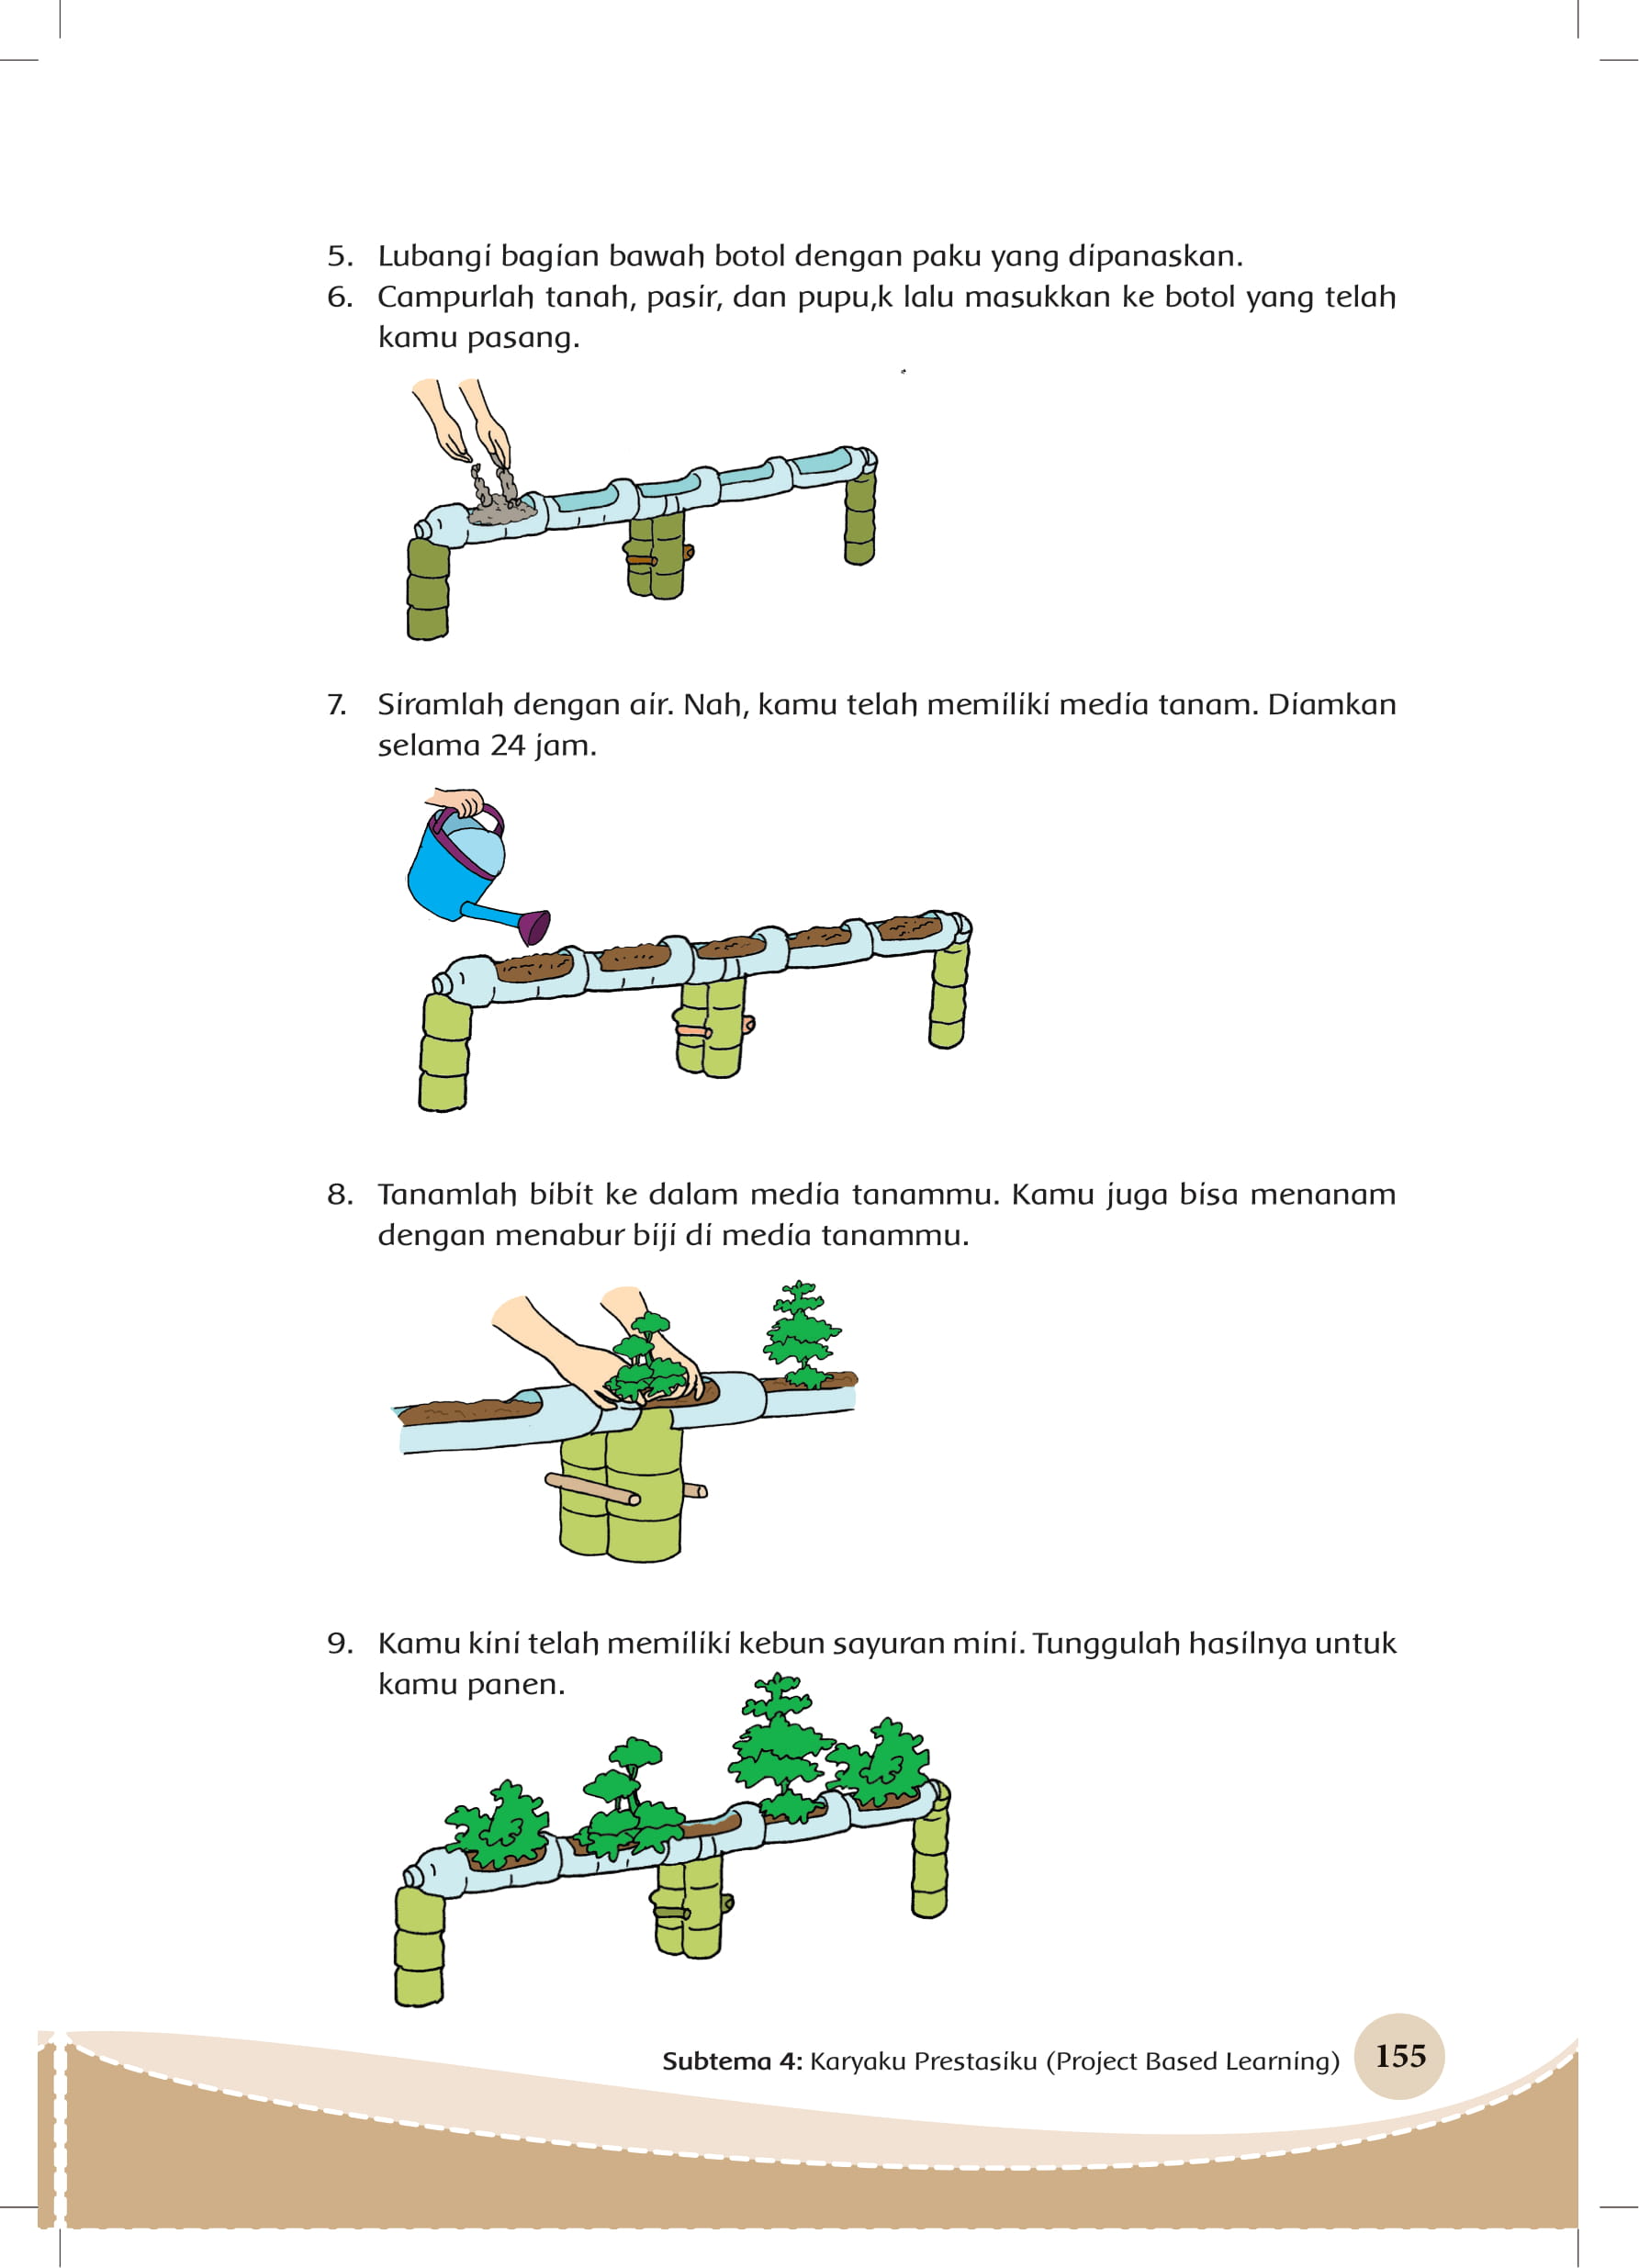 5. Lubangi bagian bawah botol dengan paku yang dipanaskan.
6. Campurlah tanah, pasir, dan pupu,k lalu masukkan ke botol yang telah
kamu pasang.
7. Siramlah dengan air. Nah, kamu telah memiliki media tanam. Diamkan
selama 24 jam.
8. Tanamlah bibit ke dalam media tanammu. Kamu juga bisa menanam
dengan menabur biji di media tanammu.
9. Kamu kini telah memiliki kebun sayuran mini. Tunggulah hasilnya untuk
kamu panen.
Subtema 4: Karyaku Prestasiku (Project Based Learning) 155